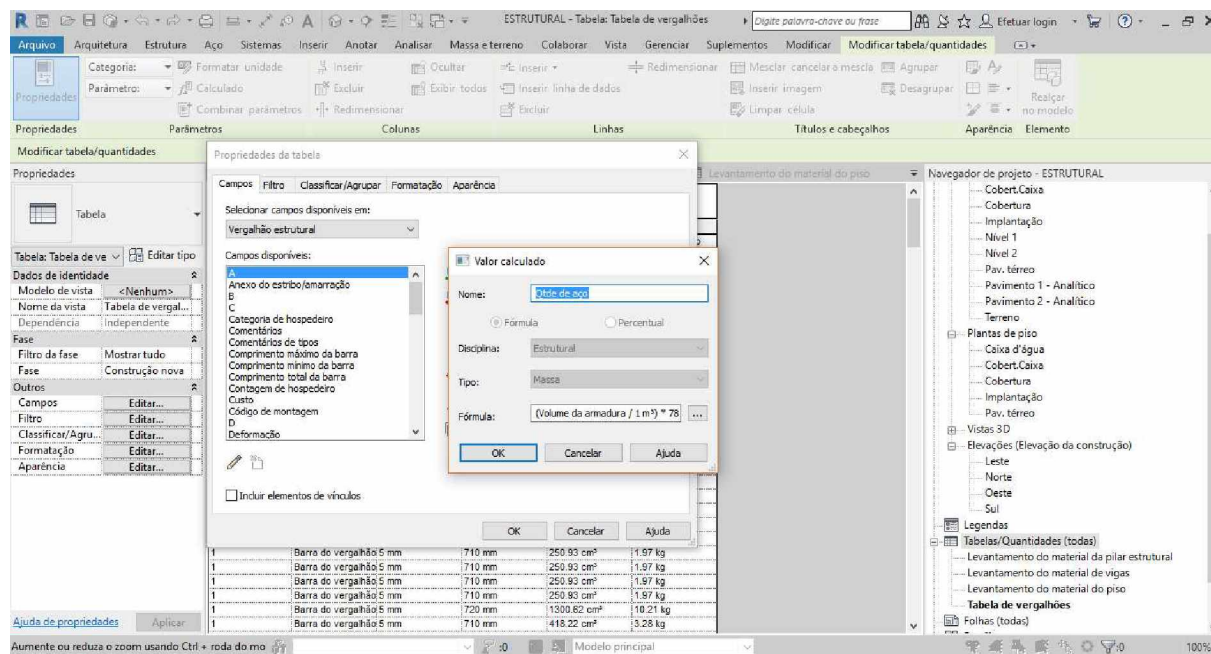 ESTRUTURAL - Tabela: Tabela de vergalhões
Digite palavra-chave ou frase
Efetuar login
Arquivo Arquitetura Estrutura Aço Sistemas Inserir Anotar Analisar Massa e terreno Colaborar Vista Gerenciar Suplementos Modificar Modificar tabela/quantidades
Categoria: Formatar unidade Inserir Ocultar Inserir Redimensionar Mesclar cancelar a mescla Agrupar
Parâmetro: Calculado Excluir Exibir todos Inserir linha de dados Inserir imagem Desagrupar
Propriedades Combinar parâmetros Redimensionar Excluir Limpar célula Realçar no modelo
Propriedades Parâmetros Colunas Linhas Títulos e cabeçalhos Aparência Elemento
Modificar tabela/quantidades
Propriedades
Tabela
Tabela: Tabela de ve Editar tipo
Dados de identidade
Modelo de vista <Nenhum>
Nome da vista Tabela de vergal...
Dependência Independente
Fase
Filtro da fase Mostrar tudo
Fase Construção nova
Outros
Campos Editar...
Filtro Editar...
Classificar/Agru... Editar...
Formatação Editar...
Aparência Editar...
Ajuda de propriedades Aplicar
Propriedades da tabela
Campos Filtro Classificar/Agrupar Formatação Aparência
Selecionar campos disponíveis em:
Vergalhão estrutural
Campos disponíveis:
A
Anexo do estribo/amarração
B
C
Categoria de hospedeiro
Comentários
Comentários de tipos
Comprimento máximo da barra
Comprimento mínimo da barra
Comprimento total da barra
Contagem de hospedeiro
Custo
Código de montagem
D
Deformação
Incluir elementos de vínculos
OK Cancelar Ajuda
Valor calculado
Nome: Qtde de aço
Fórmula Percentual
Disciplina: Estrutural
Tipo: Massa
Fórmula: (Volume da armadura / 1 m³) * 78 ...
OK Cancelar Ajuda
Levantamento do material do piso
1 Barra do vergalhão 5 mm 710 mm 250.93 cm³ 1.97 kg
1 Barra do vergalhão 5 mm 710 mm 250.93 cm³ 1.97 kg
1 Barra do vergalhão 5 mm 710 mm 250.93 cm³ 1.97 kg
1 Barra do vergalhão 5 mm 710 mm 250.93 cm³ 1.97 kg
1 Barra do vergalhão 5 mm 720 mm 1300.62 cm³ 10.21 kg
1 Barra do vergalhão 5 mm 710 mm 418.22 cm³ 3.28 kg
Navegador de projeto - ESTRUTURAL
Cobert.Caixa
Cobertura
Implantação
Nível 1
Nível 2
Pav. térreo
Pavimento 1 - Analítico
Pavimento 2 - Analítico
Terreno
Plantas de piso
Caixa d'água
Cobert.Caixa
Cobertura
Implantação
Pav. térreo
Vistas 3D
Elevações (Elevação da construção)
Leste
Norte
Oeste
Sul
Legendas
Tabelas/Quantidades (todas)
Levantamento do material da pilar estrutural
Levantamento do material de vigas
Levantamento do material do piso
Tabela de vergalhões
Folhas (todas)
Aumente ou reduza o zoom usando Ctrl + roda do mo :0 Modelo principal :0 100%